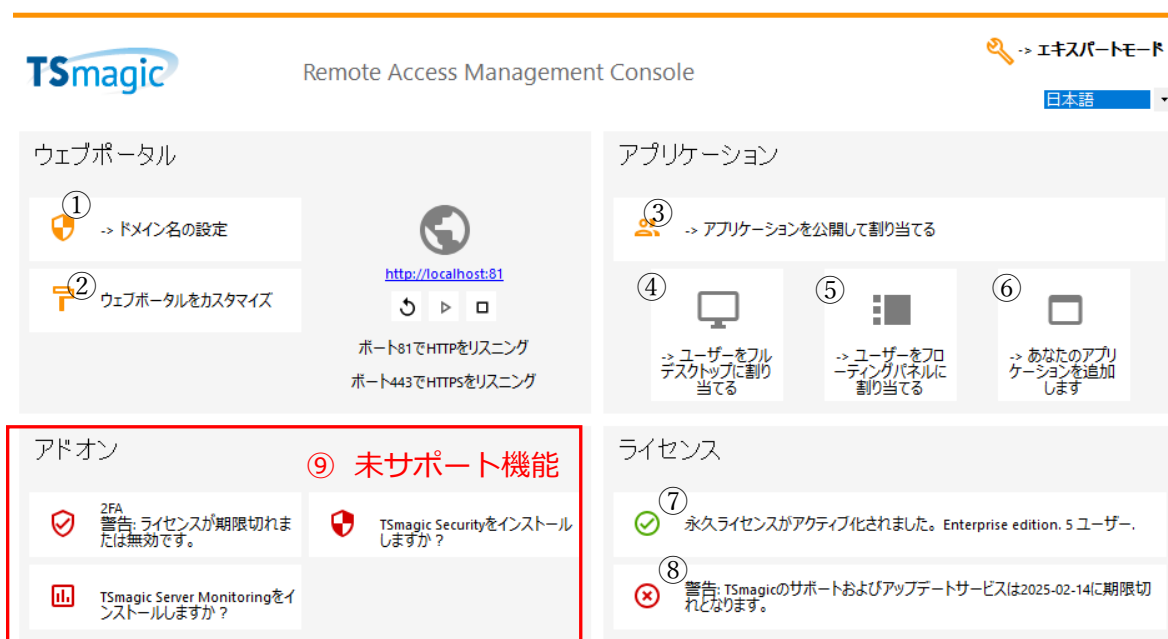 TSmagic
Remote Access Management Console
-> エキスパートモード
日本語
ウェブポータル
①
-> ドメイン名の設定
②
ウェブポータルをカスタマイズ
http://localhost:81
ポート81でHTTPをリスニング
ポート443でHTTPSをリスニング
アプリケーション
③
-> アプリケーションを公開して割り当てる
④
-> ユーザーをフル
デスクトップに割り
当てる
⑤
-> ユーザーをフロ
ーティングパネルに
割り当てる
⑥
-> あなたのアプリ
ケーションを追加
します
アドオン
⑨ 未サポート機能
2FA
警告: ライセンスが期限切れま
たは無効です。
TSmagic Securityをインストール
しますか？
TSmagic Server Monitoringをイ
ンストールしますか？
ライセンス
⑦
永久ライセンスがアクティブ化されました。Enterprise edition. 5 ユーザー.
⑧
警告: TSmagicのサポートおよびアップデートサービスは2025-02-14に期限切
れとなります。